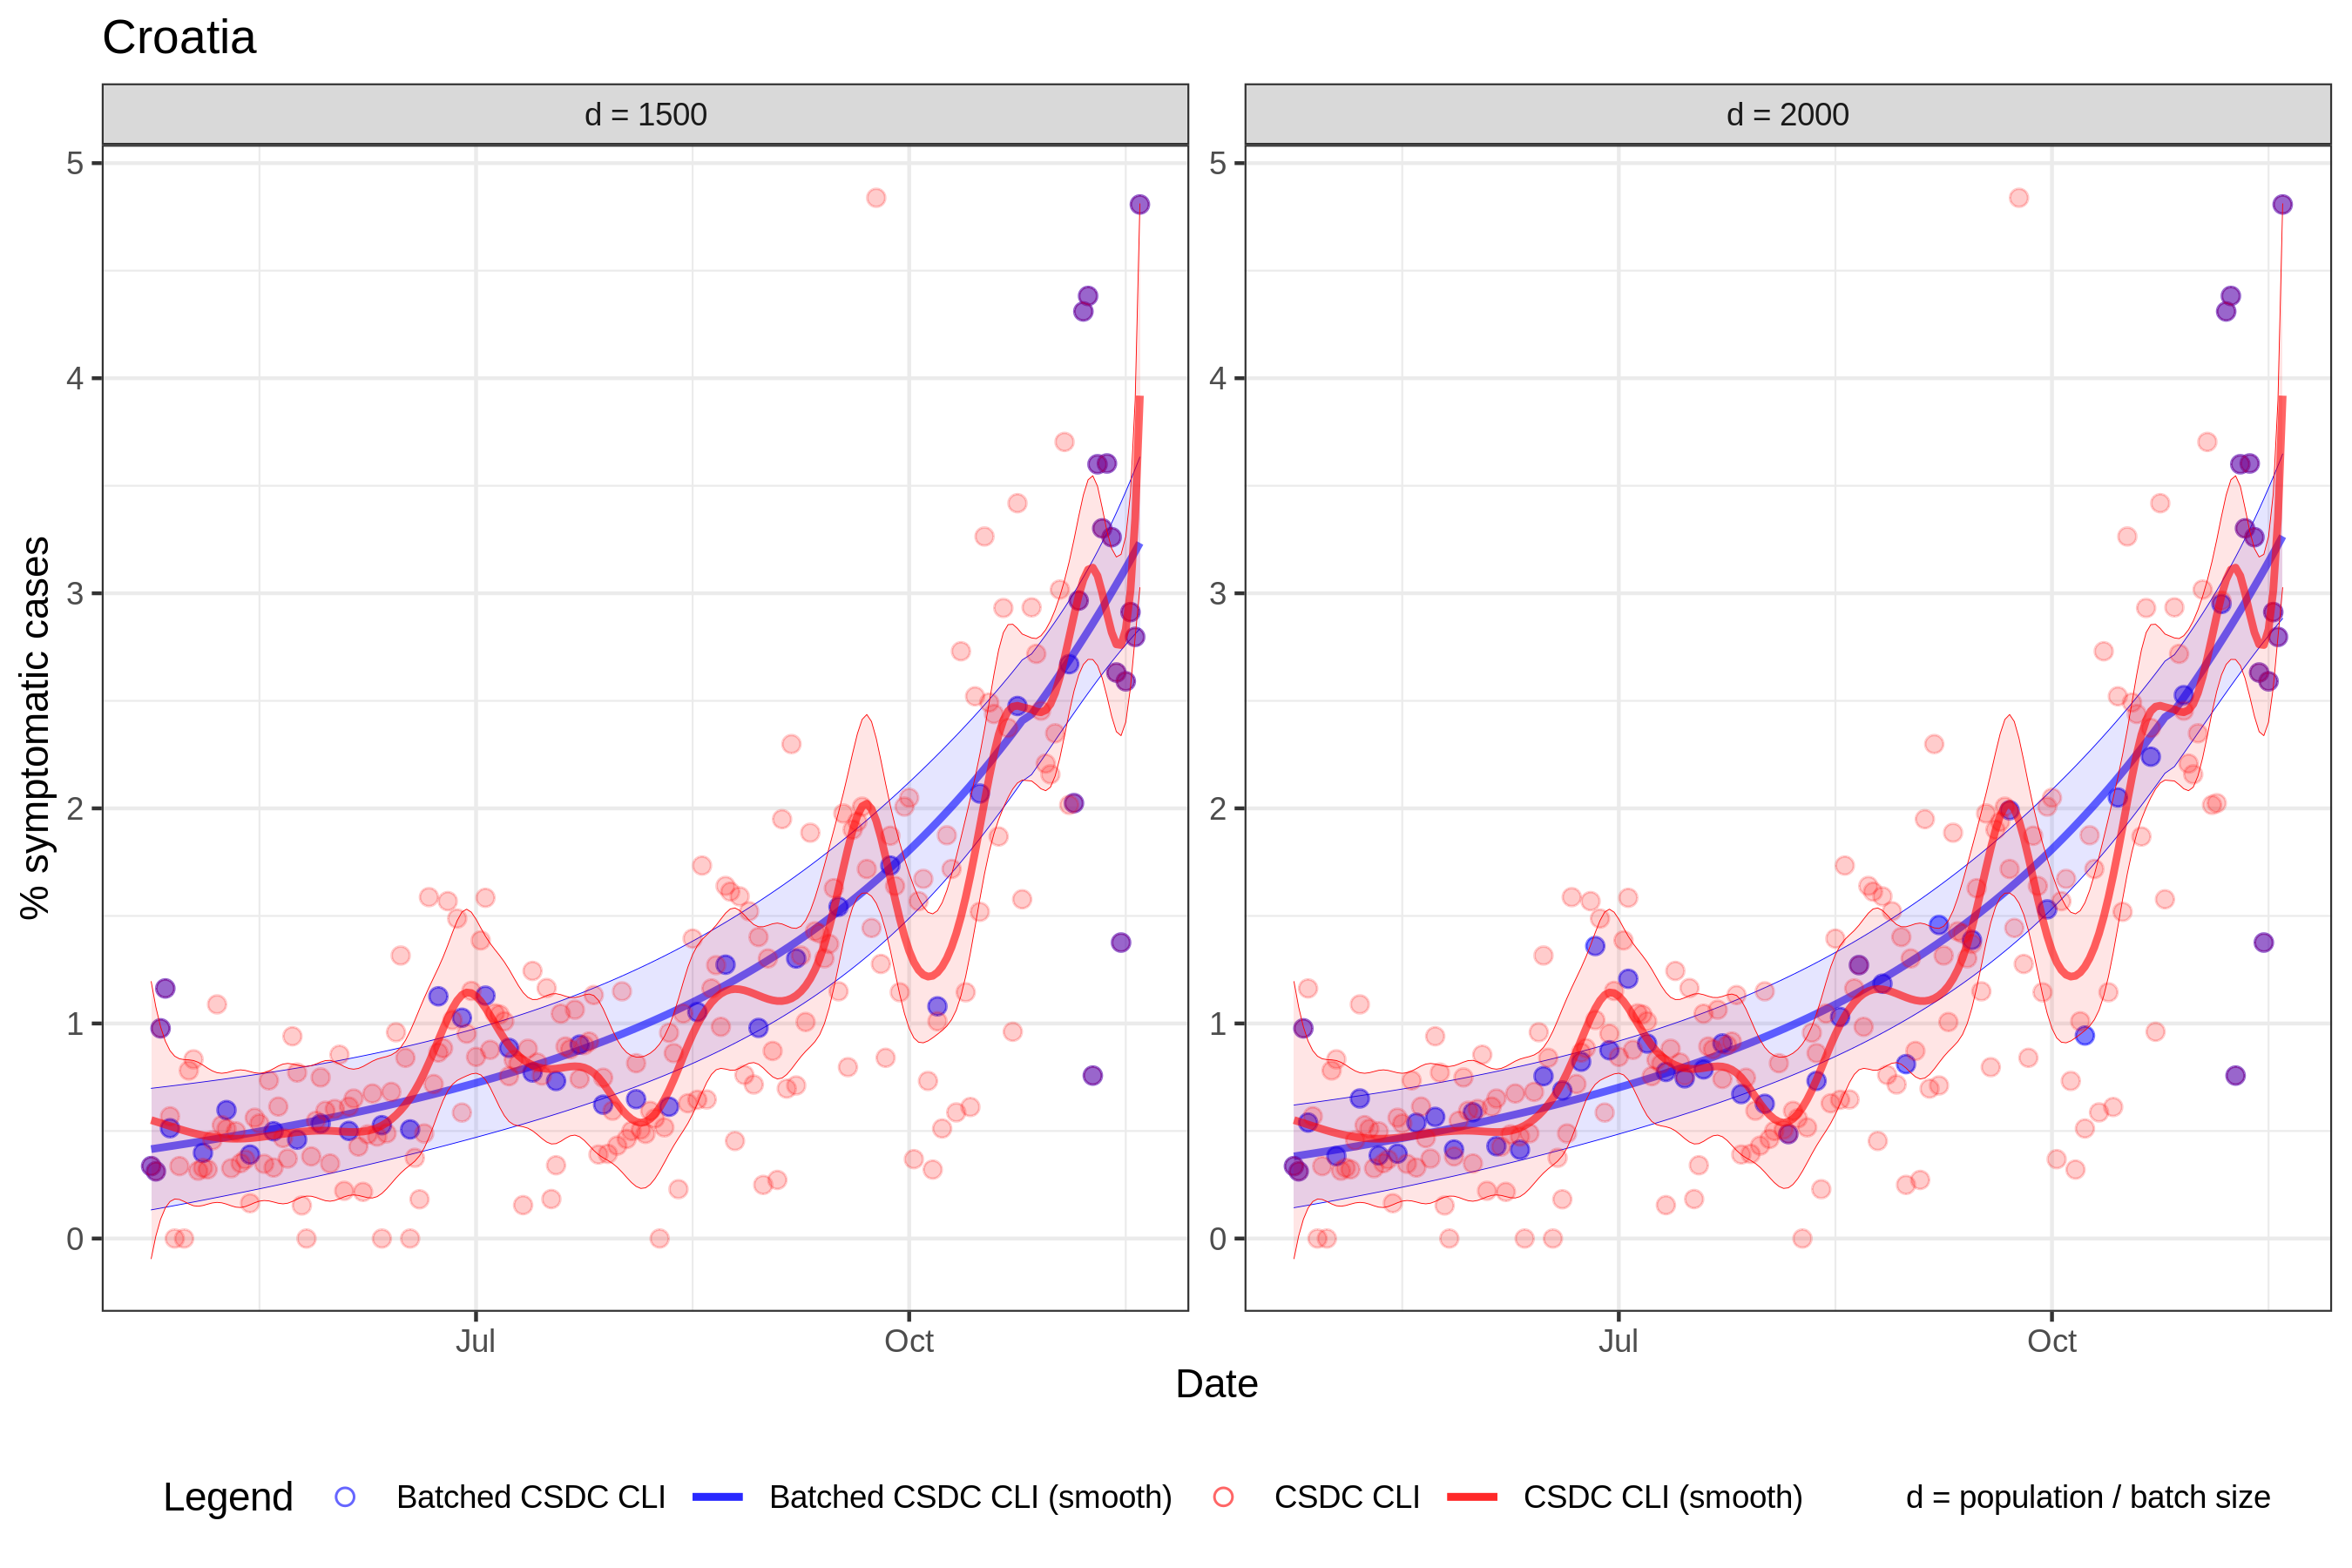 Croatia
d = 1500
d = 2000
% symptomatic cases
5
4
3
2
1
0
5
4
3
2
1
0
Jul
Oct
Jul
Oct
Date
Legend
Batched CSDC CLI
Batched CSDC CLI (smooth)
CSDC CLI
CSDC CLI (smooth)
d = population / batch size